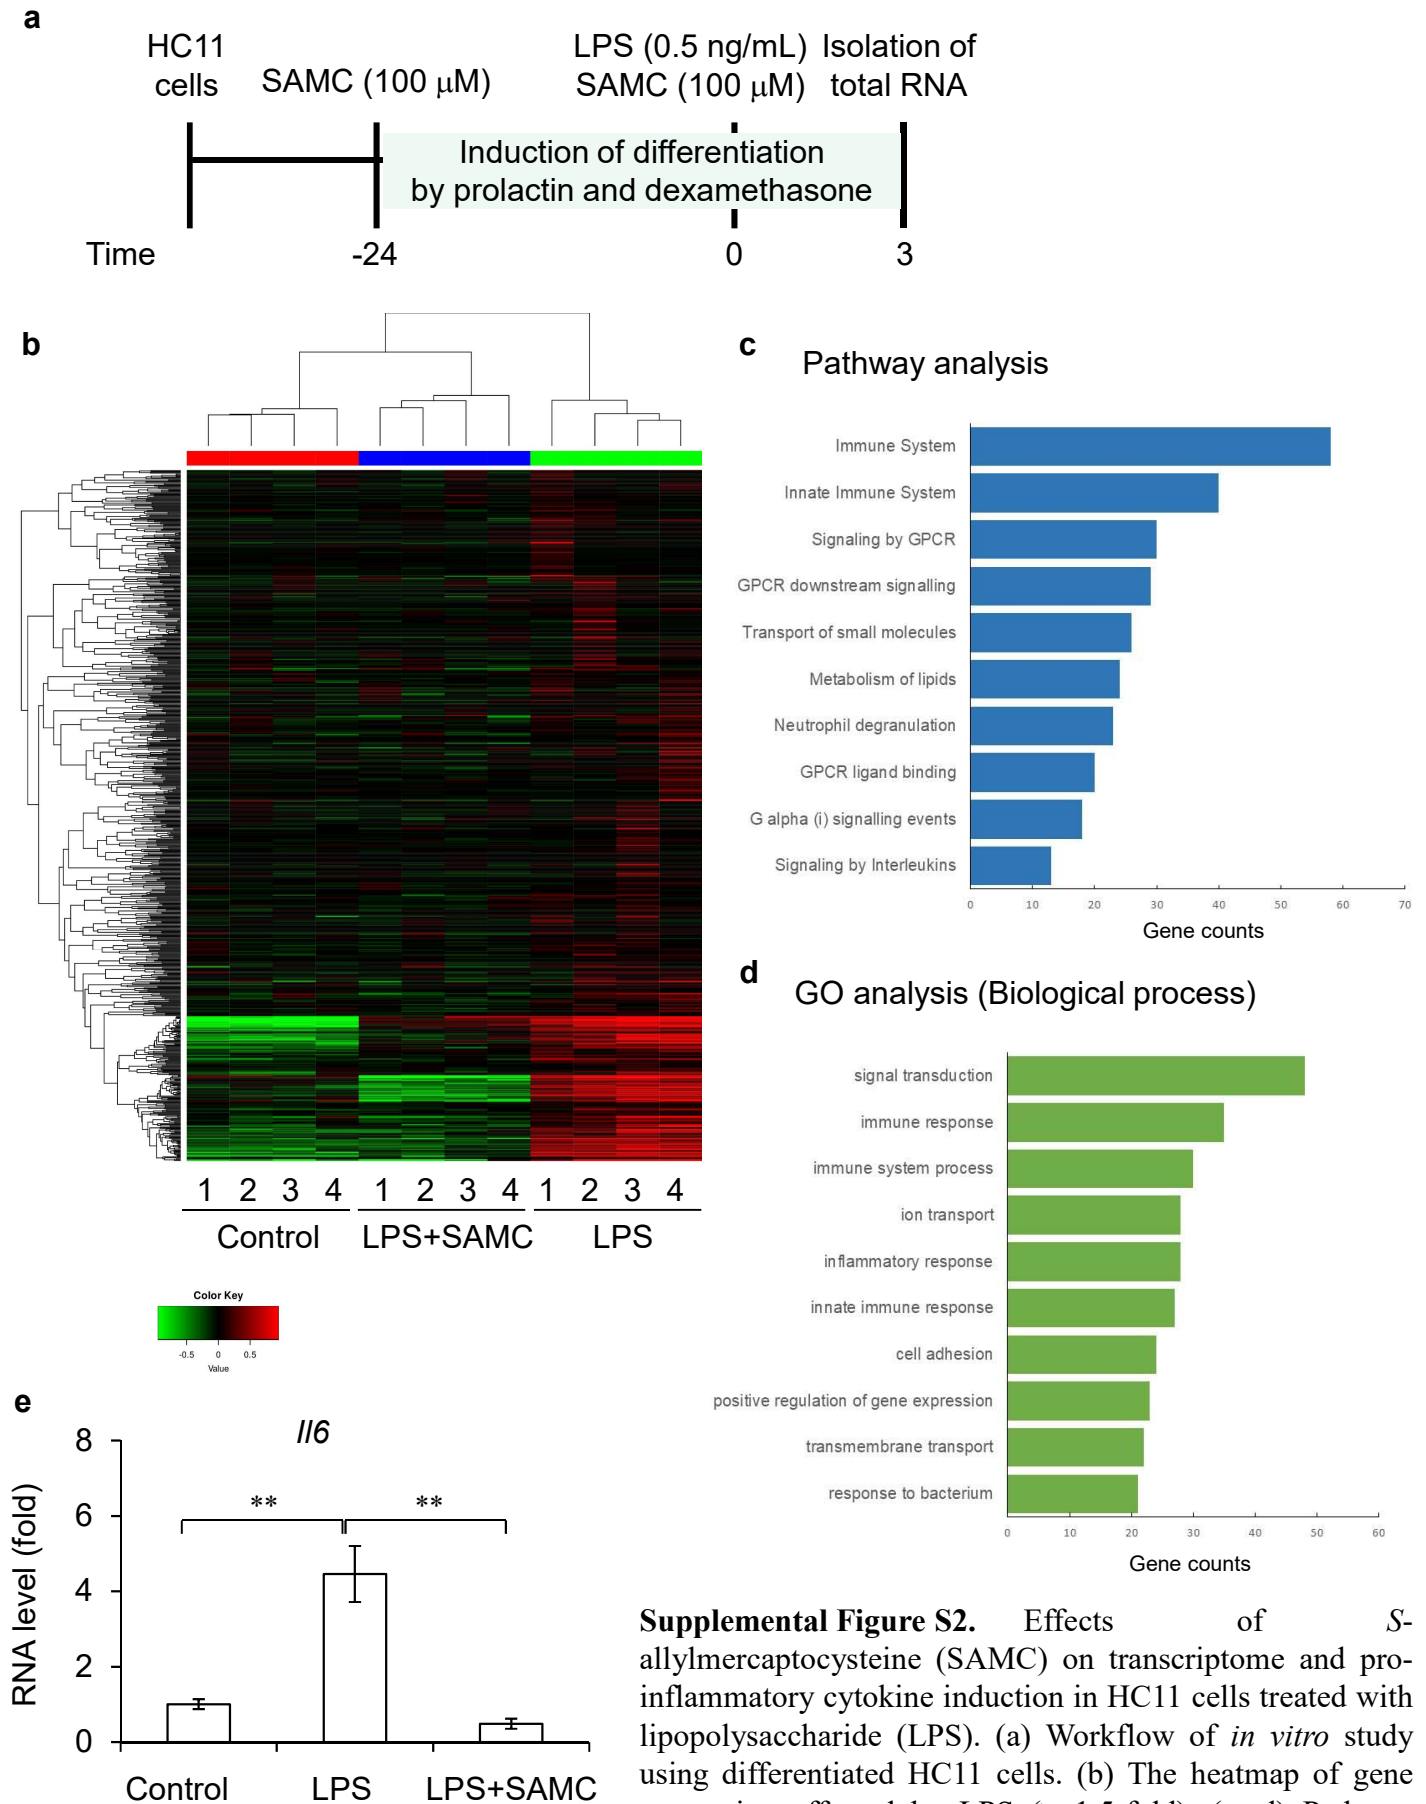 a
HC11
cells
SAMC (100 μM)
LPS (0.5 ng/mL)
SAMC (100 μM)
Isolation of
total RNA
Induction of differentiation
by prolactin and dexamethasone
Time
-24
0
3
b
1 2 3 4 1 2 3 4 1 2 3 4
Control LPS+SAMC LPS
Color Key
-0.5 0 0.5
Value
c
Pathway analysis
Immune System
Innate Immune System
Signaling by GPCR
GPCR downstream signalling
Transport of small molecules
Metabolism of lipids
Neutrophil degranulation
GPCR ligand binding
G alpha (i) signalling events
Signaling by Interleukins
0 10 20 30 40 50 60 70
Gene counts
d
GO analysis (Biological process)
signal transduction
immune response
immune system process
ion transport
inflammatory response
innate immune response
cell adhesion
positive regulation of gene expression
transmembrane transport
response to bacterium
0 10 20 30 40 50 60
Gene counts
e
Il6
RNA level (fold)
8
6
4
2
0
** **
Control LPS LPS+SAMC
Supplemental Figure S2. Effects of S-
allylmercaptocysteine (SAMC) on transcriptome and pro-
inflammatory cytokine induction in HC11 cells treated with
lipopolysaccharide (LPS). (a) Workflow of in vitro study
using differentiated HC11 cells. (b) The heatmap of gene